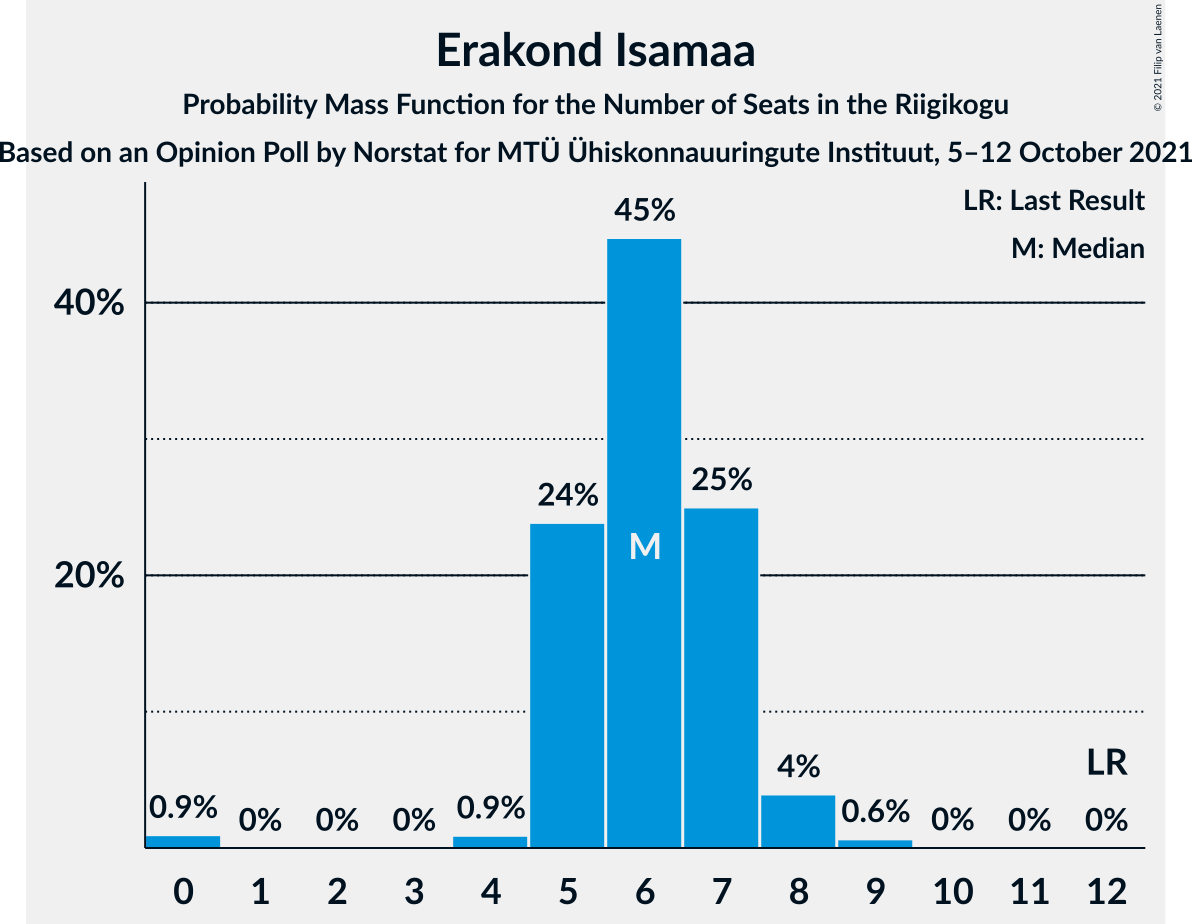 Erakond Isamaa
Probability Mass Function for the Number of Seats in the Riigikogu
Based on an Opinion Poll by Norstat for MTÜ Ühiskonnauuringute Instituut, 5–12 October 2021
© 2021 Filip van Laenen
LR: Last Result
M: Median
45%
40%
25%
24%
M
20%
LR
4%
0.9% 0% 0% 0% 0.9% 0.6% 0% 0% 0%
0 1 2 3 4 5 6 7 8 9 10 11 12